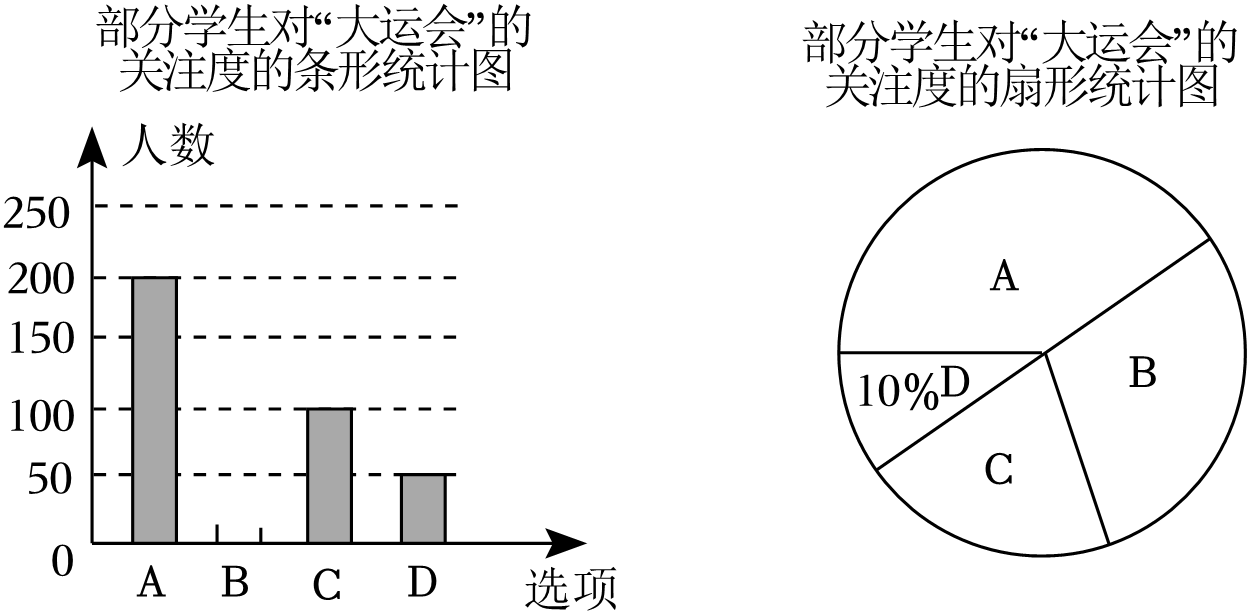 部分学生对“大运会”的
关注度的条形统计图
人数
250
200
150
100
50
0
A B C D
选项
部分学生对“大运会”的
关注度的扇形统计图
A
B
10%D
C